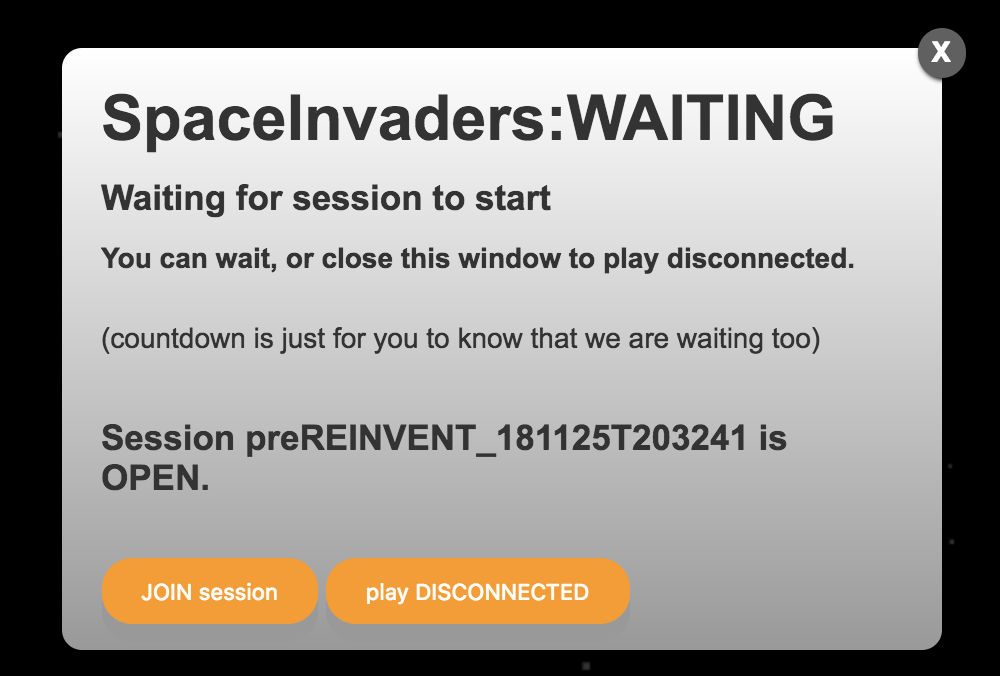 X
SpaceInvaders:WAITING
Waiting for session to start
You can wait, or close this window to play disconnected.
(countdown is just for you to know that we are waiting too)
Session preREINVENT_181125T203241 is
OPEN.
JOIN session
play DISCONNECTED